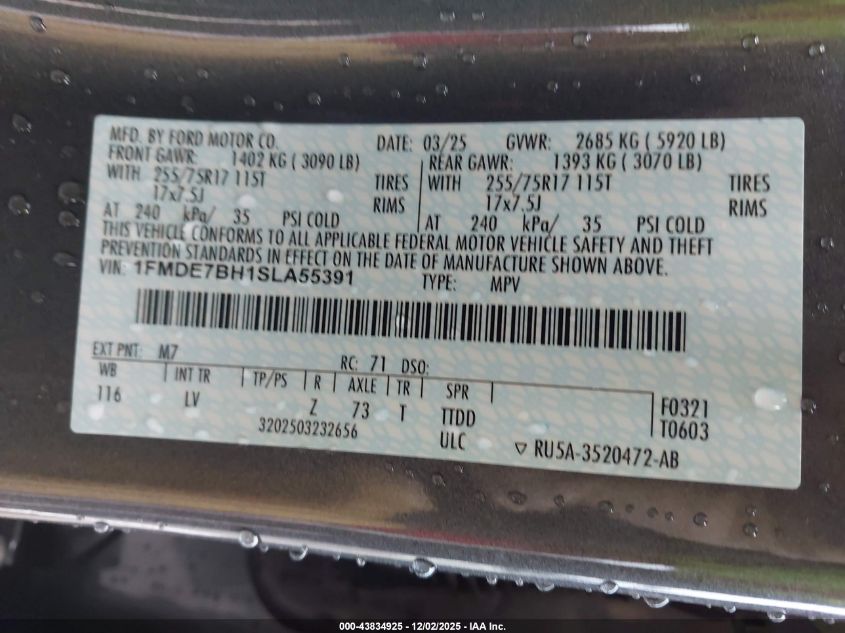 MFD. BY FORD MOTOR CO. DATE: 03/25 GVWR: 2685 KG ( 5920 LB)
FRONT GAWR: 1402 KG ( 3090 LB) REAR GAWR: 1393 KG ( 3070 LB)
WITH 255/75R17 115T TIRES WITH 255/75R17 115T TIRES
17x7.5J RIMS 17x7.5J RIMS
AT 240 kPa/ 35 PSI COLD AT 240 kPa/ 35 PSI COLD
THIS VEHICLE CONFORMS TO ALL APPLICABLE FEDERAL MOTOR VEHICLE SAFETY AND THEFT
PREVENTION STANDARDS IN EFFECT ON THE DATE OF MANUFACTURE SHOWN ABOVE.
VIN: 1FMDE7BH1SLA55391 TYPE: MPV
EXT PNT: M7 RC: 71 DSO:
WB INT TR TP/PS R AXLE TR SPR F0321
116 LV Z 73 T TTDD T0603
3202503232656 ULC ▽ RU5A-3520472-AB
000-43834925 - 12/02/2025 - IAA Inc.